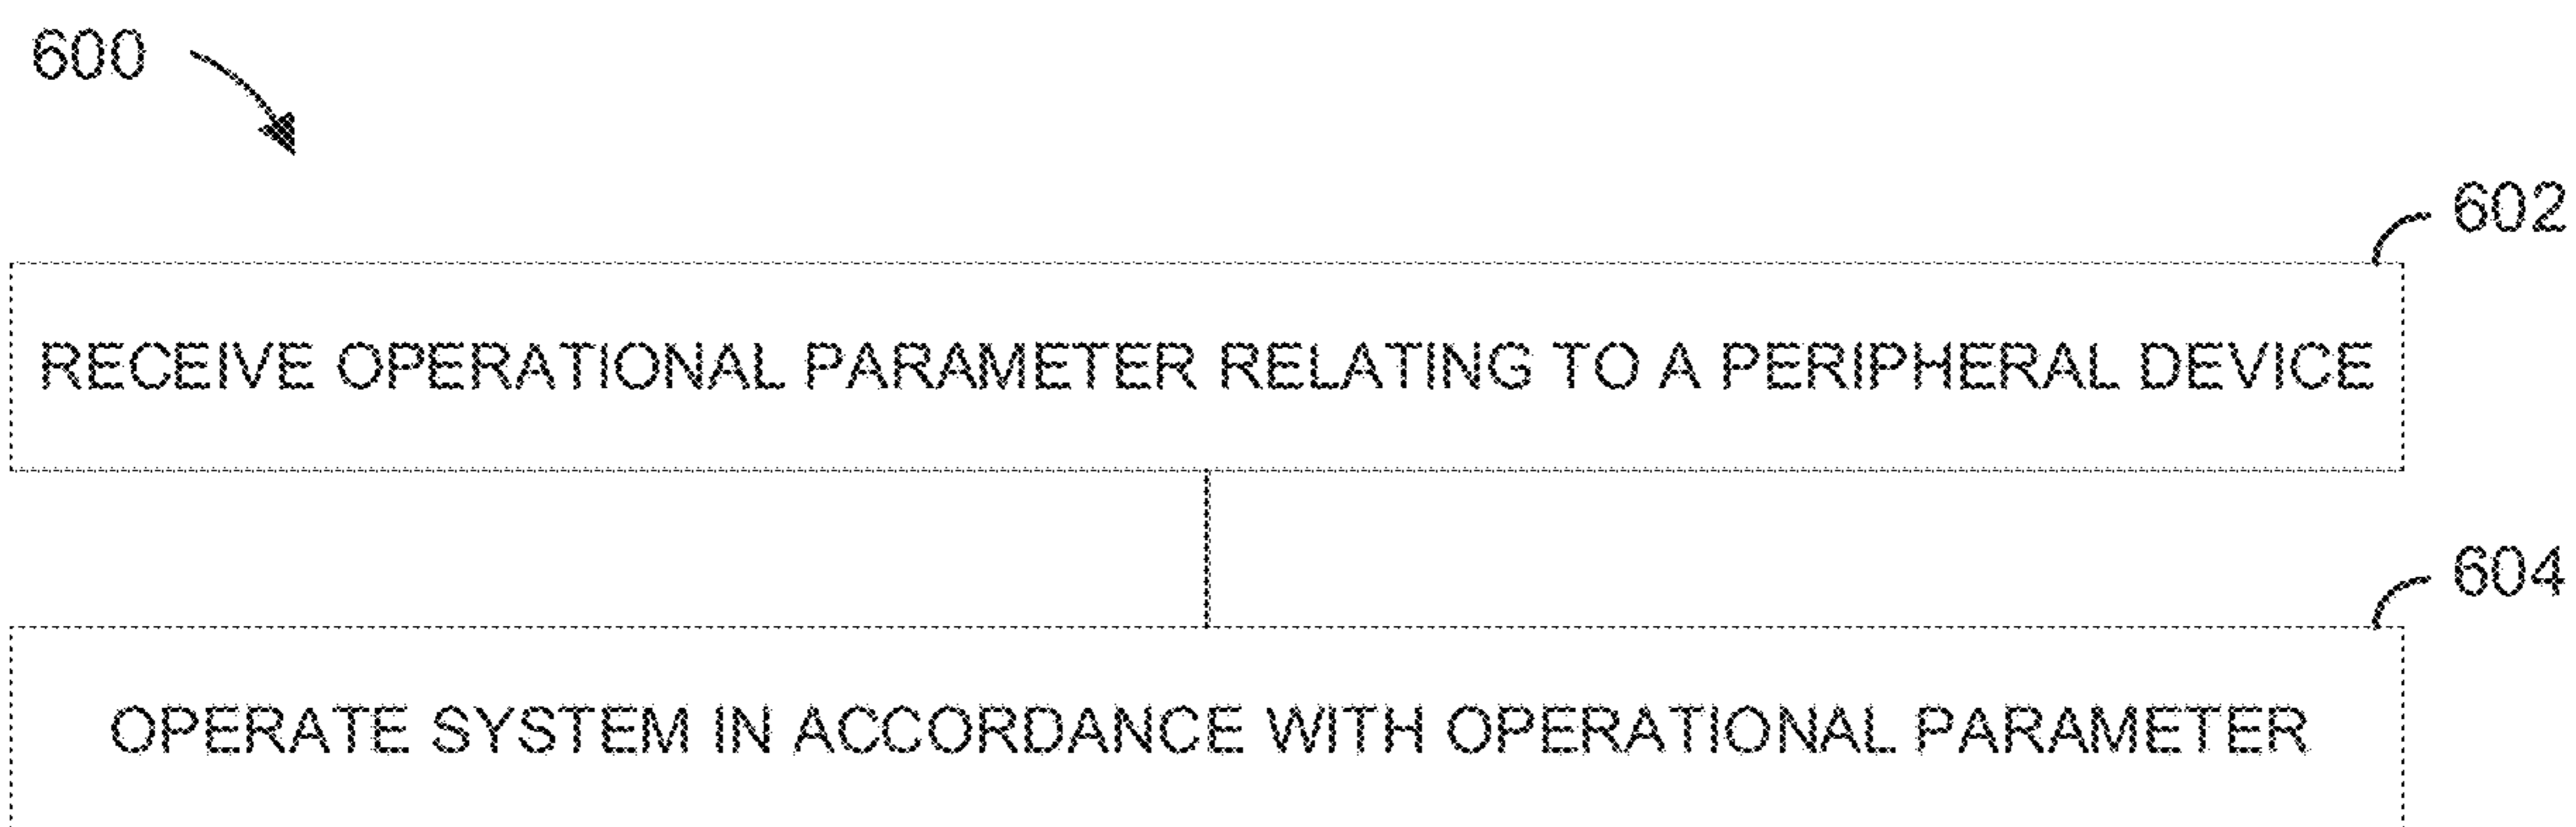 600
602
RECEIVE OPERATIONAL PARAMETER RELATING TO A PERIPHERAL DEVICE
604
OPERATE SYSTEM IN ACCORDANCE WITH OPERATIONAL PARAMETER